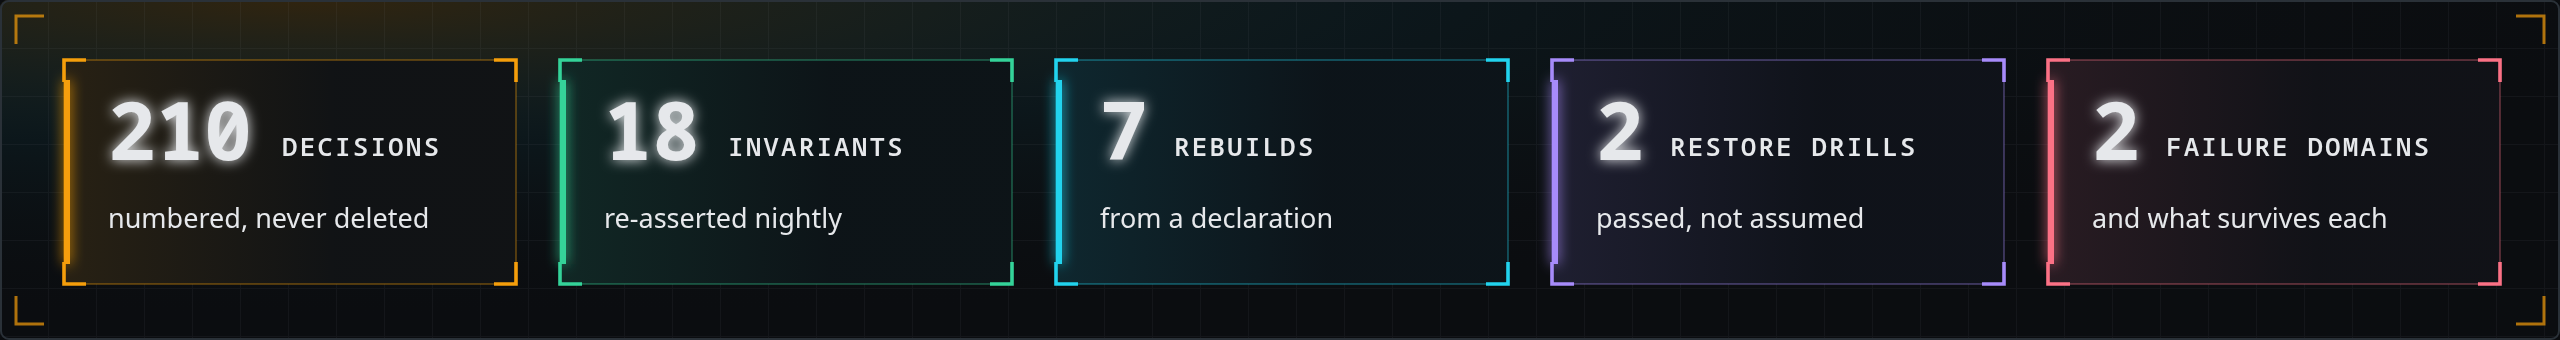 210 DECISIONS
numbered, never deleted
18 INVARIANTS
re-asserted nightly
7 REBUILDS
from a declaration
2 RESTORE DRILLS
passed, not assumed
2 FAILURE DOMAINS
and what survives each